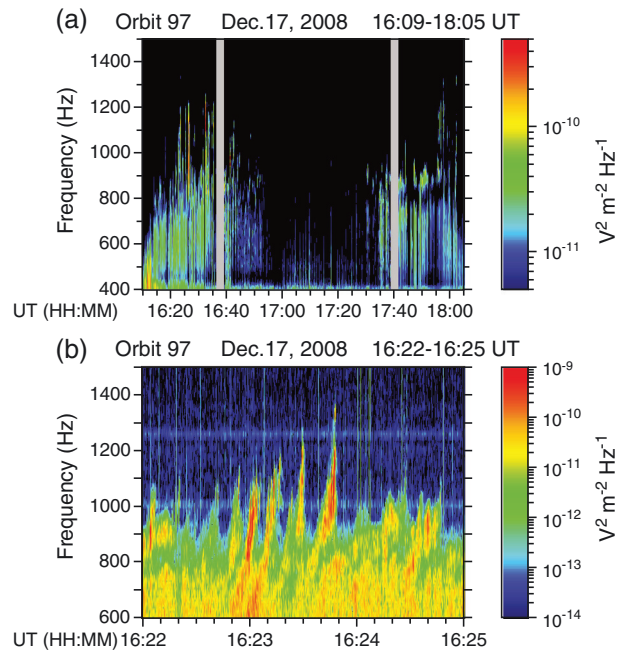 (a) Orbit 97 Dec.17, 2008 16:09-18:05 UT
1400
1200
1000
800
600
400
Frequency (Hz)
10⁻¹⁰
10⁻¹¹
V² m⁻² Hz⁻¹
UT (HH:MM) 16:20 16:40 17:00 17:20 17:40 18:00
(b) Orbit 97 Dec.17, 2008 16:22-16:25 UT
1400
1200
1000
800
600
Frequency (Hz)
10⁻⁹
10⁻¹⁰
10⁻¹¹
10⁻¹²
10⁻¹³
10⁻¹⁴
V² m⁻² Hz⁻¹
UT (HH:MM) 16:22 16:23 16:24 16:25